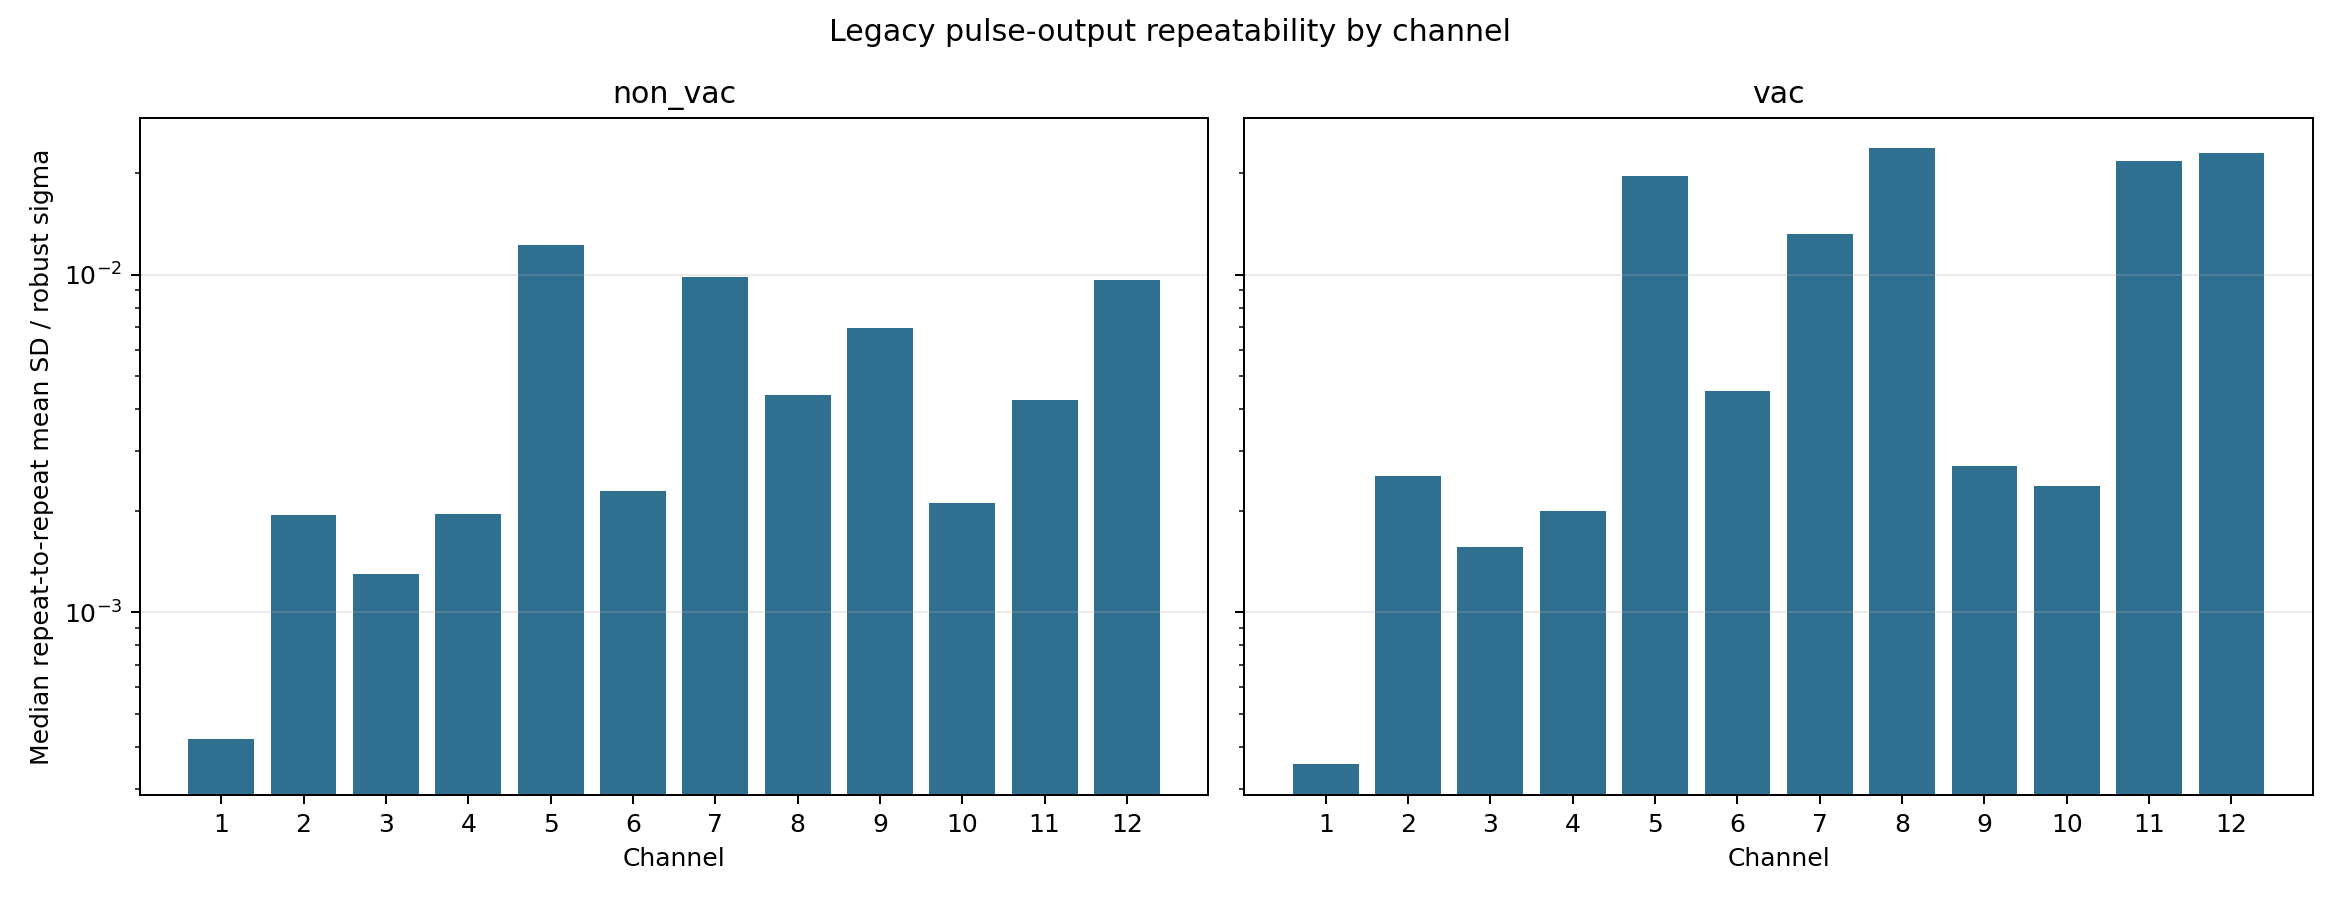 Legacy pulse-output repeatability by channel
non_vac
vac
Median repeat-to-repeat mean SD / robust sigma
10⁻²
10⁻³
1 2 3 4 5 6 7 8 9 10 11 12
1 2 3 4 5 6 7 8 9 10 11 12
Channel
Channel